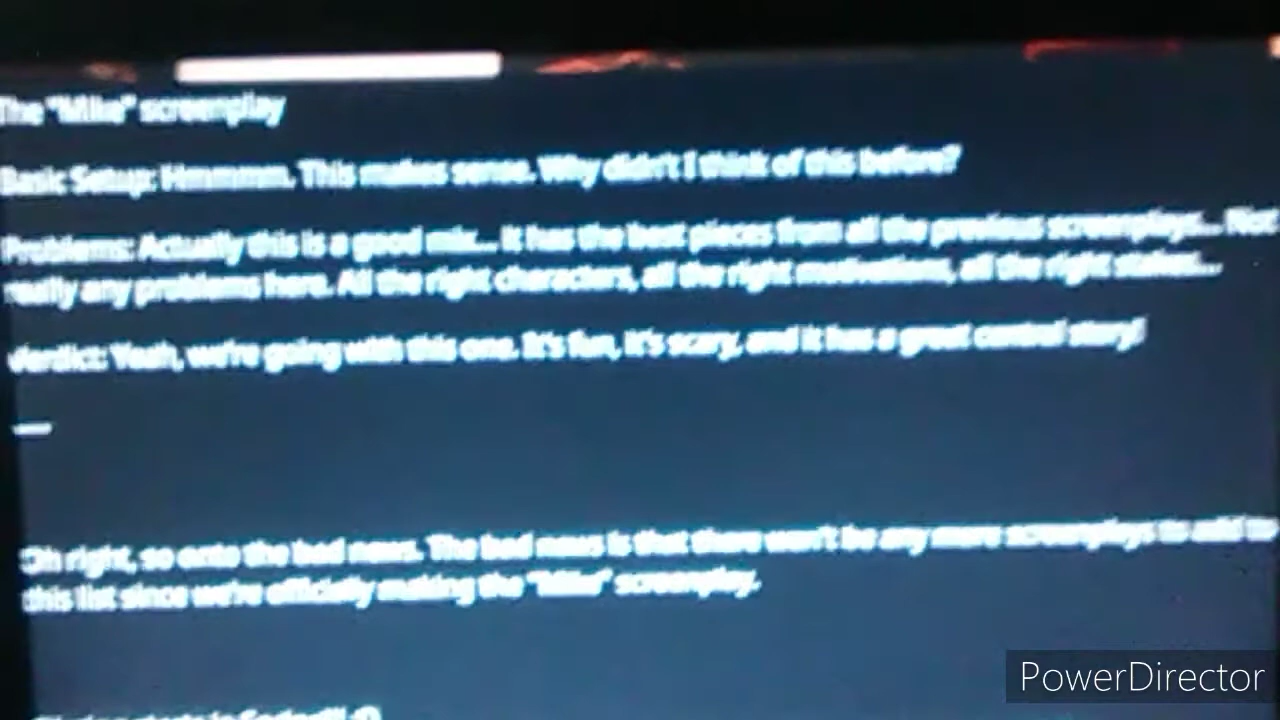 The "Mike" screenplay
Basic Setup: Hmmmm. This makes sense. Why didn't I think of this before?
Problems: Actually this is a good mix... It has the best pieces from all the previous screenplays... Not
really any problems here. All the right characters, all the right motivations, all the right stakes...
Verdict: Yeah, we're going with this one. It's fun, it's scary, and it has a great central story!
—
Oh right, so onto the bad news. The bad news is that there won't be any more screenplays to add to
this list since we're officially making the "Mike" screenplay.
starts in
PowerDirector